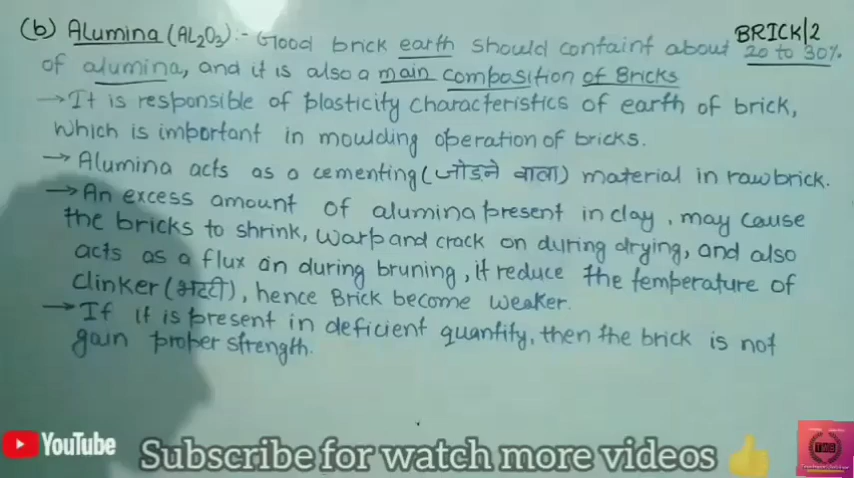 BRICK|2
(b) Alumina (AL2O3) :- Good brick earth should containt about 20 to 30%
of alumina, and it is also a main composition of Bricks
→ It is responsible of plasticity characteristics of earth of brick,
which is important in moulding operation of bricks.
→ Alumina acts as a cementing (जोडने वाला) material in raw brick.
→ An excess amount of alumina present in clay, may cause
the bricks to shrink, warp and crack on during drying, and also
acts as a flux on during bruning, it reduce the temperature of
clinker (भटटी), hence Brick become weaker.
→ If it is present in deficient quantity, then the brick is not
gain proper strength.
YouTube
Subscribe for watch more videos
TMB